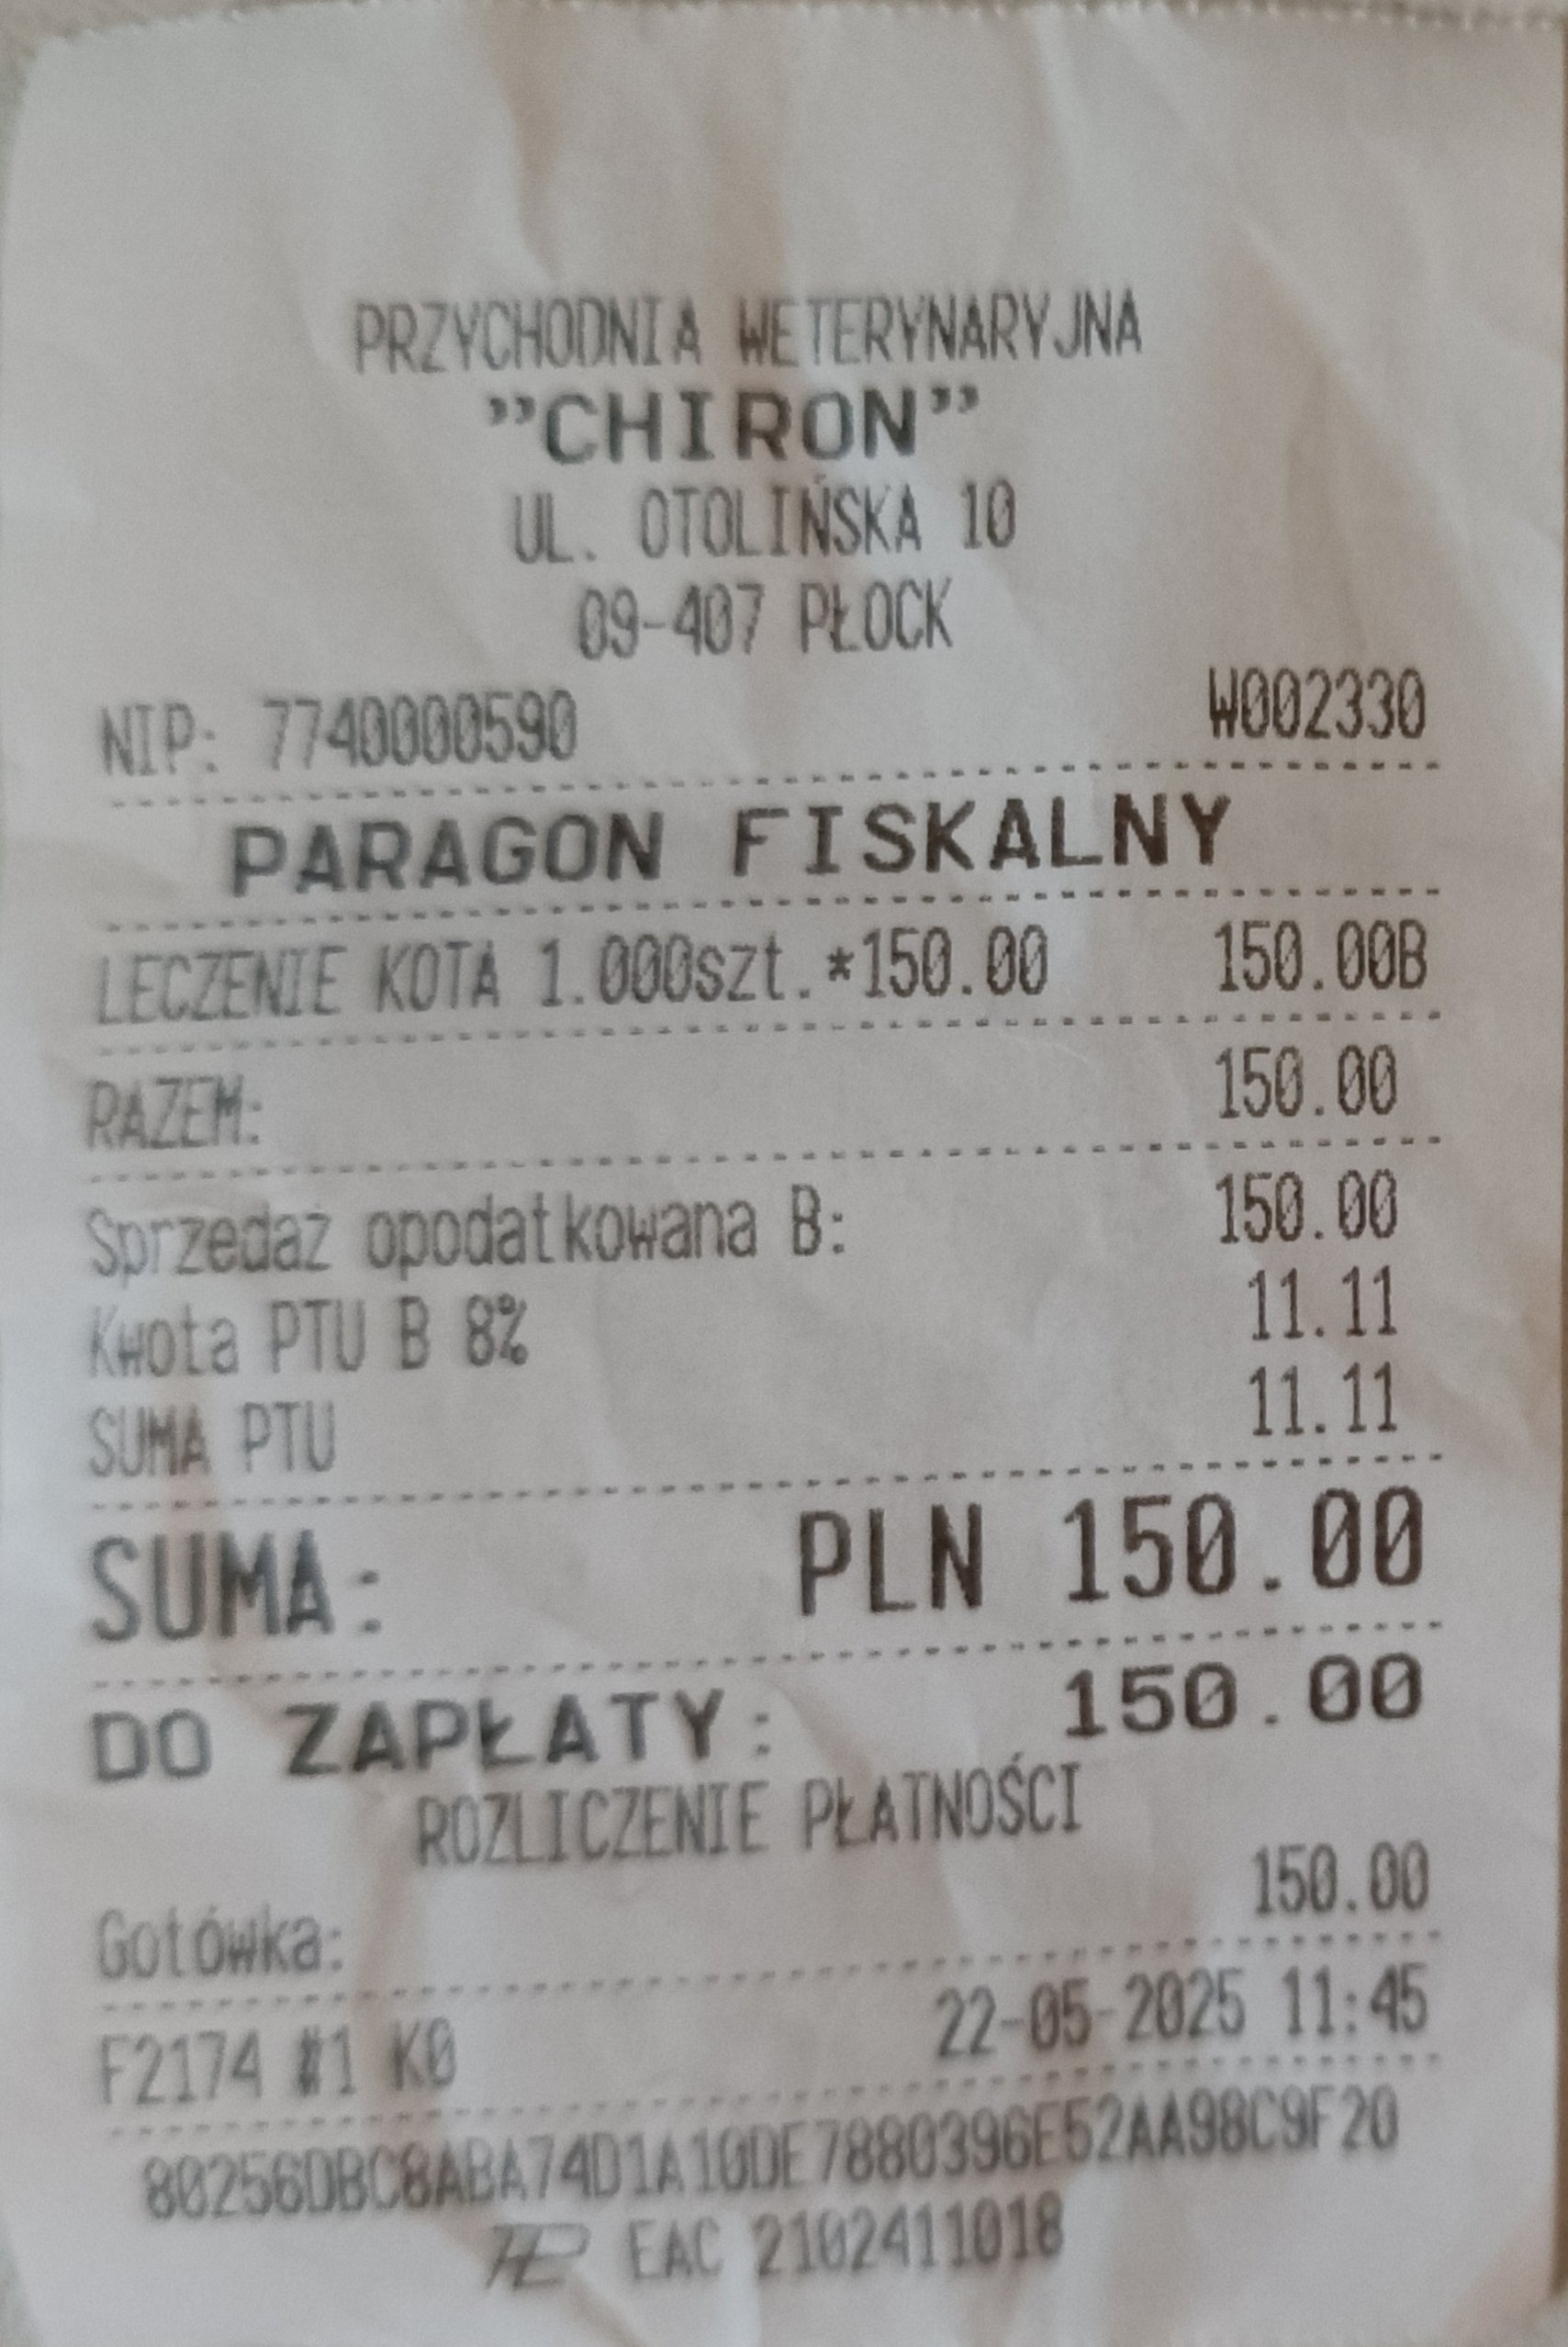 PRZYCHODNIA WETERYNARYJNA
”CHIRON”
UL. OTOLIŃSKA 10
09-407 PŁOCK
NIP: 7740000590 W002330
PARAGON FISKALNY
LECZENIE KOTA 1.000szt.*150.00 150.00B
RAZEM: 150.00
Sprzedaż opodatkowana B: 150.00
Kwota PTU B 8% 11.11
SUMA PTU 11.11
SUMA: PLN 150.00
DO ZAPŁATY: 150.00
ROZLICZENIE PŁATNOŚCI
Gotówka: 150.00
F2174 #1 K0 22-05-2025 11:45
80256DBC8ABA74D1A10DE7880396E52AA98C9F20
EAC 2102411018